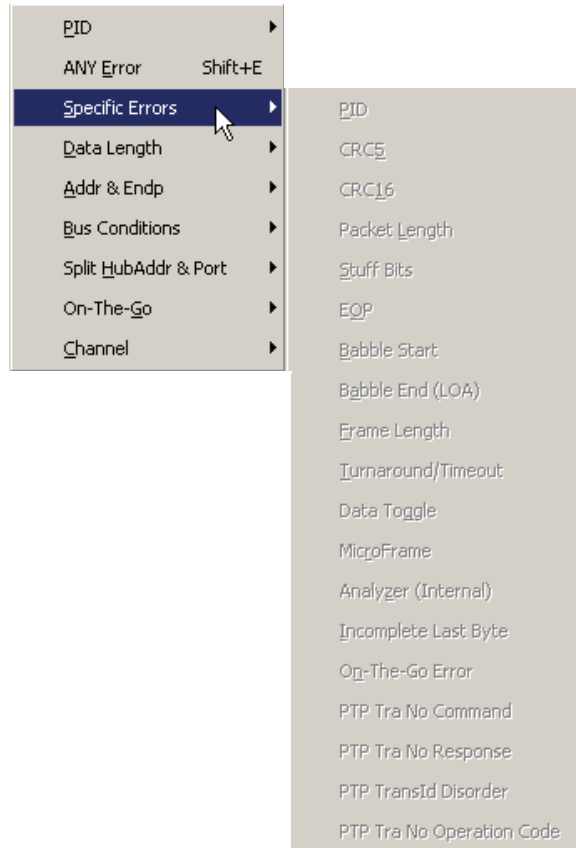 PID
ANY Error Shift+E
Specific Errors
Data Length
Addr & Endp
Bus Conditions
Split HubAddr & Port
On-The-Go
Channel
PID
CRC5
CRC16
Packet Length
Stuff Bits
EOP
Babble Start
Babble End (LOA)
Frame Length
Turnaround/Timeout
Data Toggle
MicroFrame
Analyzer (Internal)
Incomplete Last Byte
On-The-Go Error
PTP Tra No Command
PTP Tra No Response
PTP TransId Disorder
PTP Tra No Operation Code